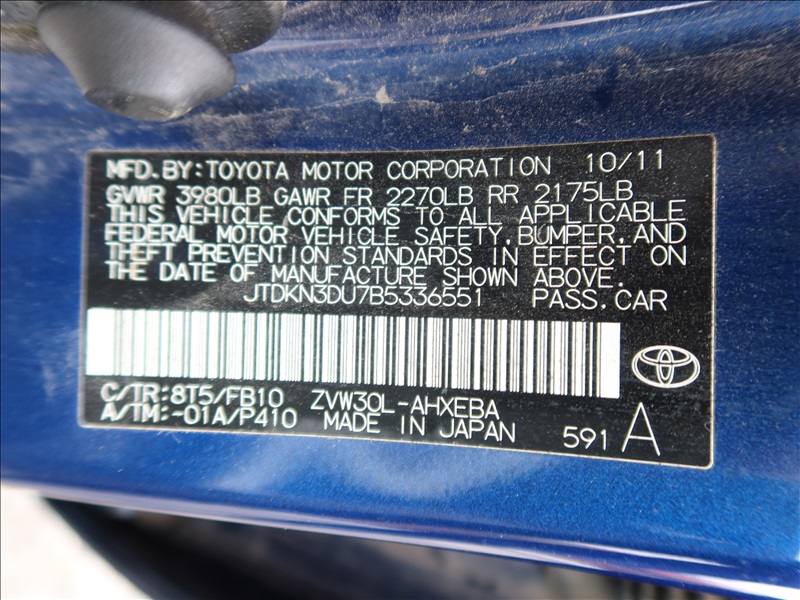 MFD. BY: TOYOTA MOTOR CORPORATION 10/11
GVWR 3980LB GAWR FR 2270LB RR 2175LB
THIS VEHICLE CONFORMS TO ALL APPLICABLE
FEDERAL MOTOR VEHICLE SAFETY, BUMPER, AND
THEFT PREVENTION STANDARDS IN EFFECT ON
THE DATE OF MANUFACTURE SHOWN ABOVE.
JTDKN3DU7B5336551 PASS. CAR
C/TR: 8T5/FB10 ZVW30L-AHXEBA
A/TM: -01A/P410 MADE IN JAPAN 591 A